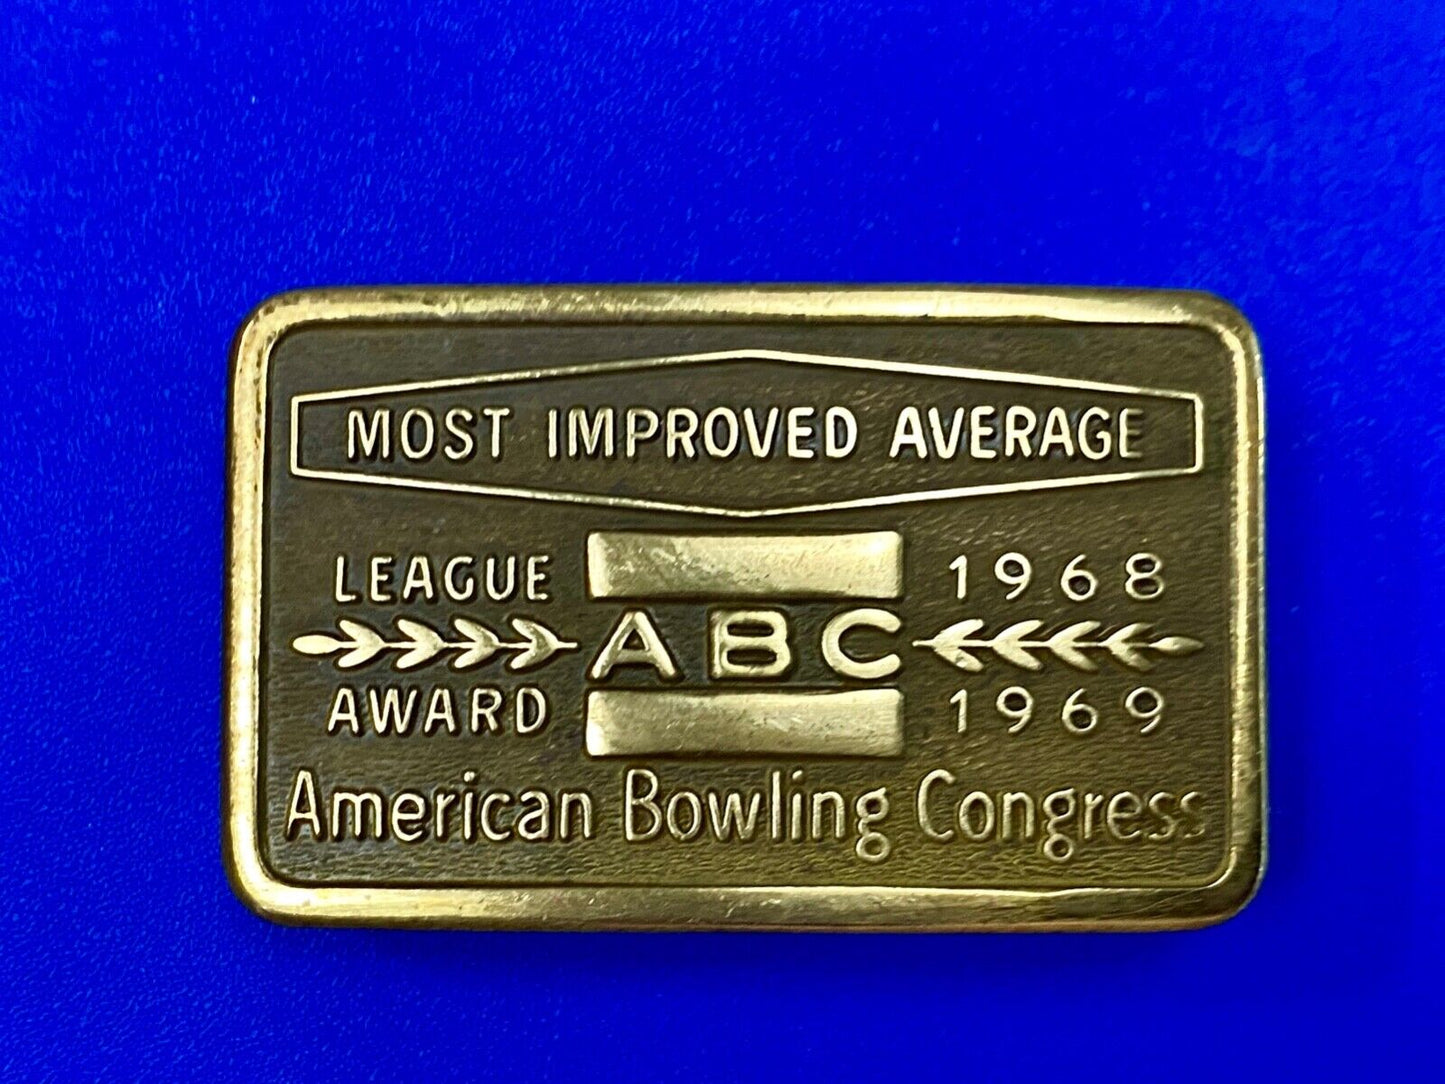 MOST IMPROVED AVERAGE
LEAGUE 1968
ABC
AWARD 1969
American Bowling Congress